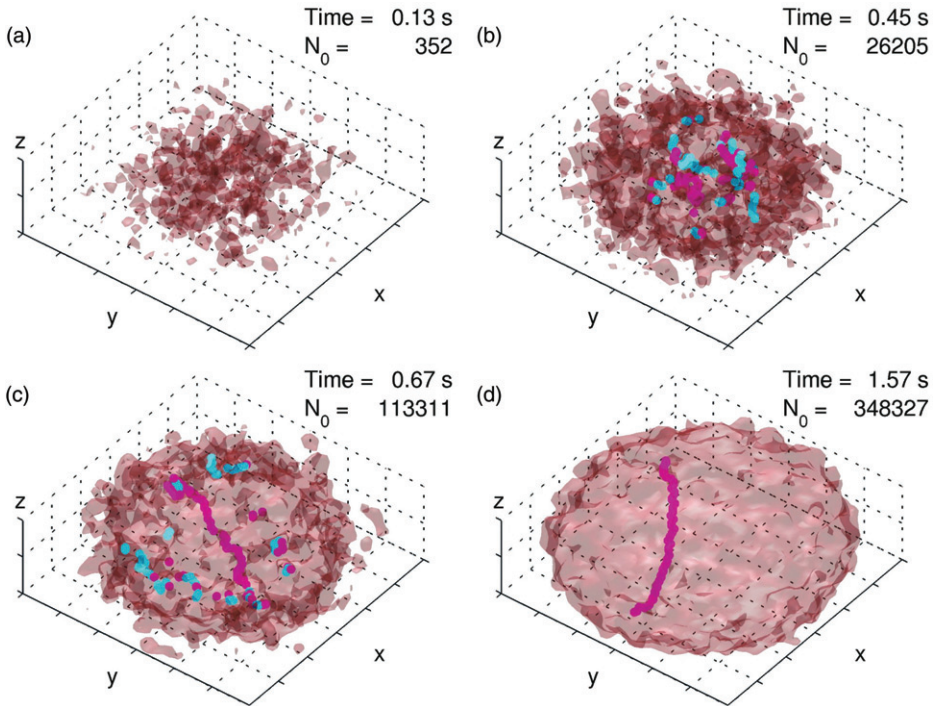 (a)
Time = 0.13 s
N0 = 352
z
y
x
(b)
Time = 0.45 s
N0 = 26205
z
y
x
(c)
Time = 0.67 s
N0 = 113311
z
y
x
(d)
Time = 1.57 s
N0 = 348327
z
y
x